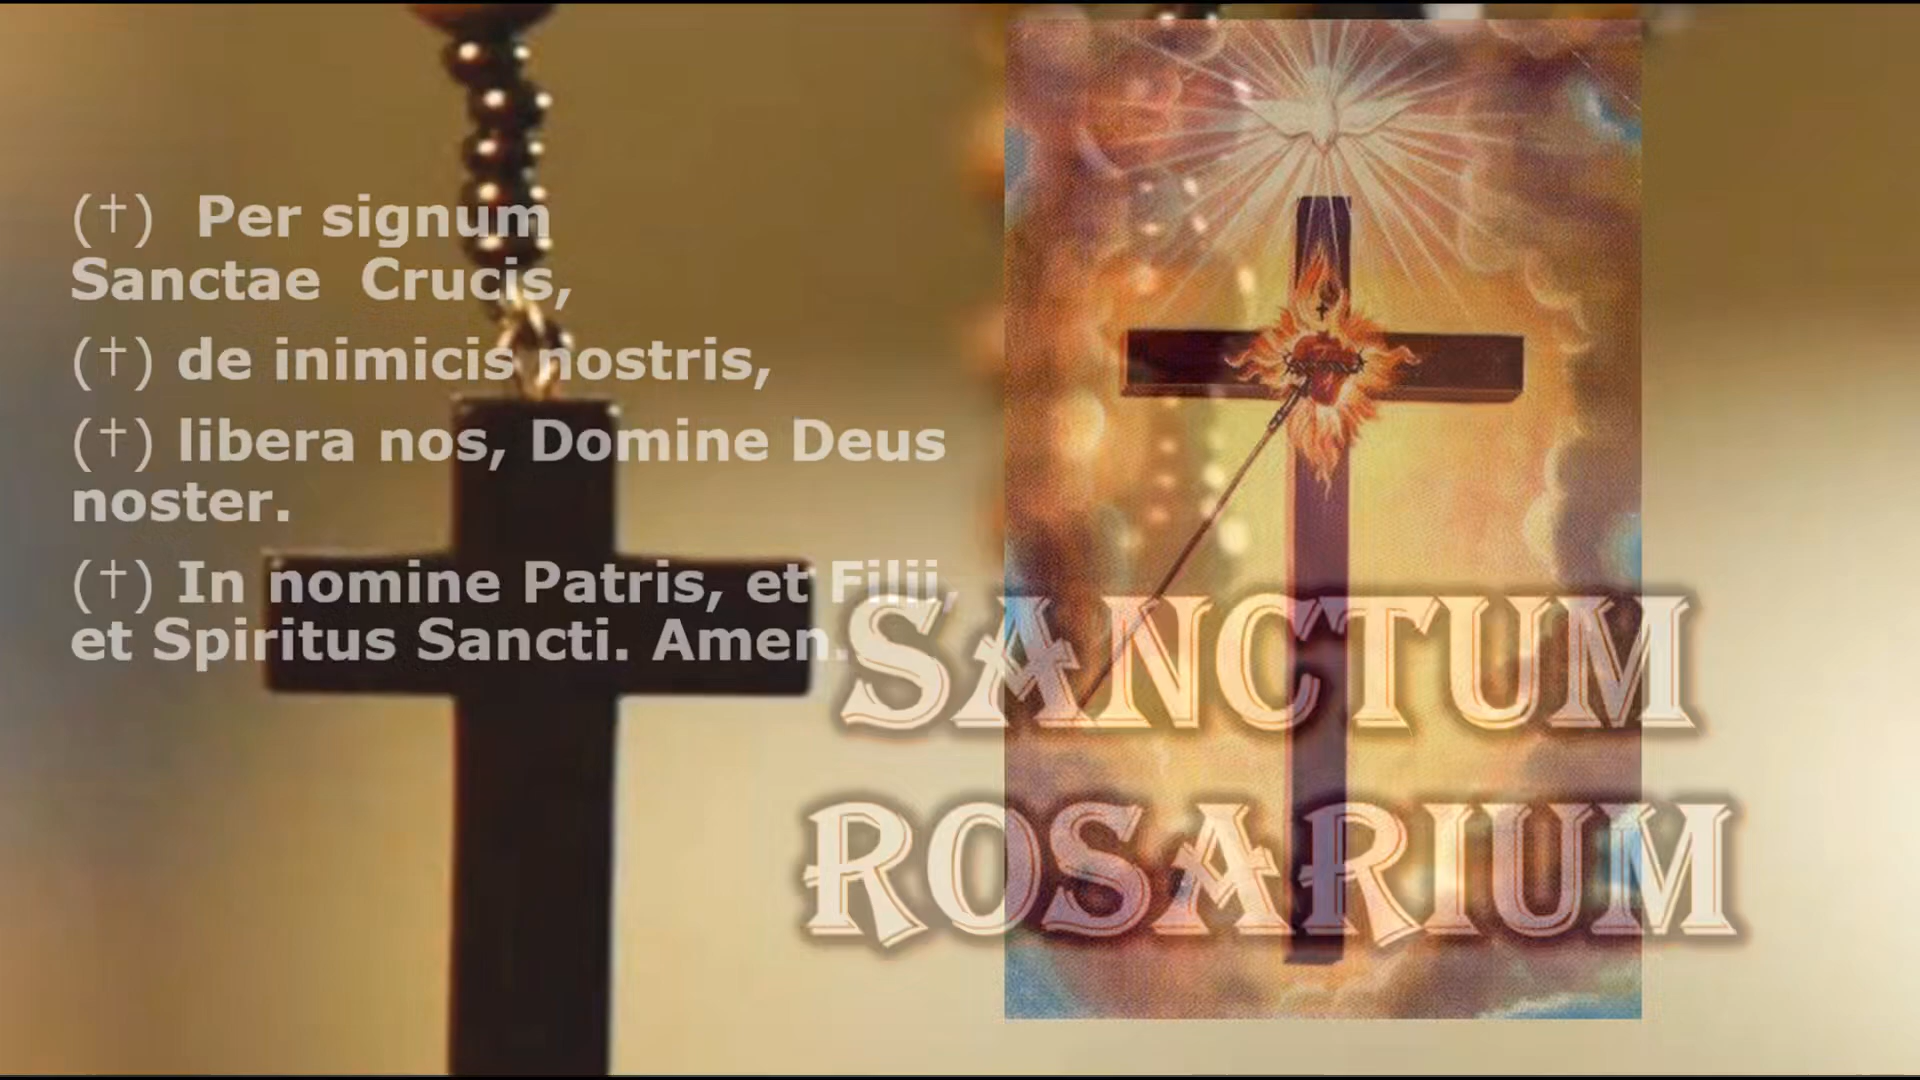 (†) Per signum
Sanctae Crucis,
(†) de inimicis nostris,
(†) libera nos, Domine Deus
noster.
(†) In nomine Patris, et Filii,
et Spiritus Sancti. Amen.
SANCTUM
ROSARIUM